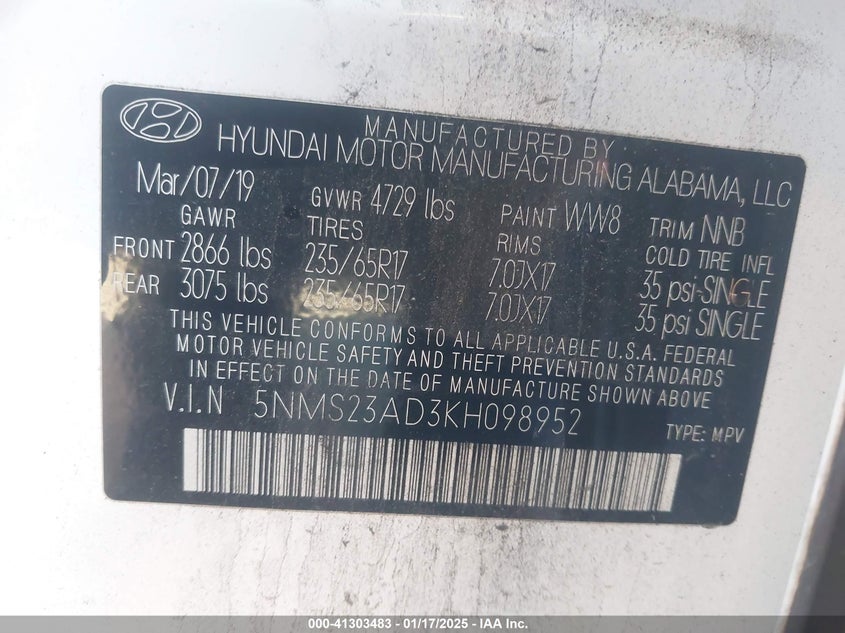 MANUFACTURED BY
HYUNDAI MOTOR MANUFACTURING ALABAMA, LLC
Mar/07/19 GVWR 4729 lbs PAINT WW8 TRIM NNB
GAWR TIRES RIMS COLD TIRE INFL
FRONT 2866 lbs 235/65R17 7.0JX17 35 psi-SINGLE
REAR 3075 lbs 235/65R17 7.0JX17 35 psi SINGLE
THIS VEHICLE CONFORMS TO ALL APPLICABLE U.S.A. FEDERAL
MOTOR VEHICLE SAFETY AND THEFT PREVENTION STANDARDS
IN EFFECT ON THE DATE OF MANUFACTURE SHOWN ABOVE.
V.I.N 5NMS23AD3KH098952 TYPE: MPV
000-41303483 - 01/17/2025 - IAA Inc.